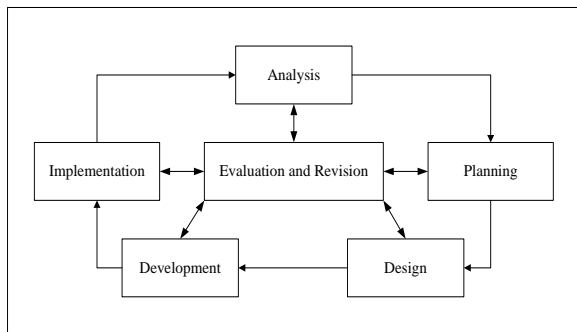 Analysis
Implementation
Evaluation and Revision
Planning
Development
Design